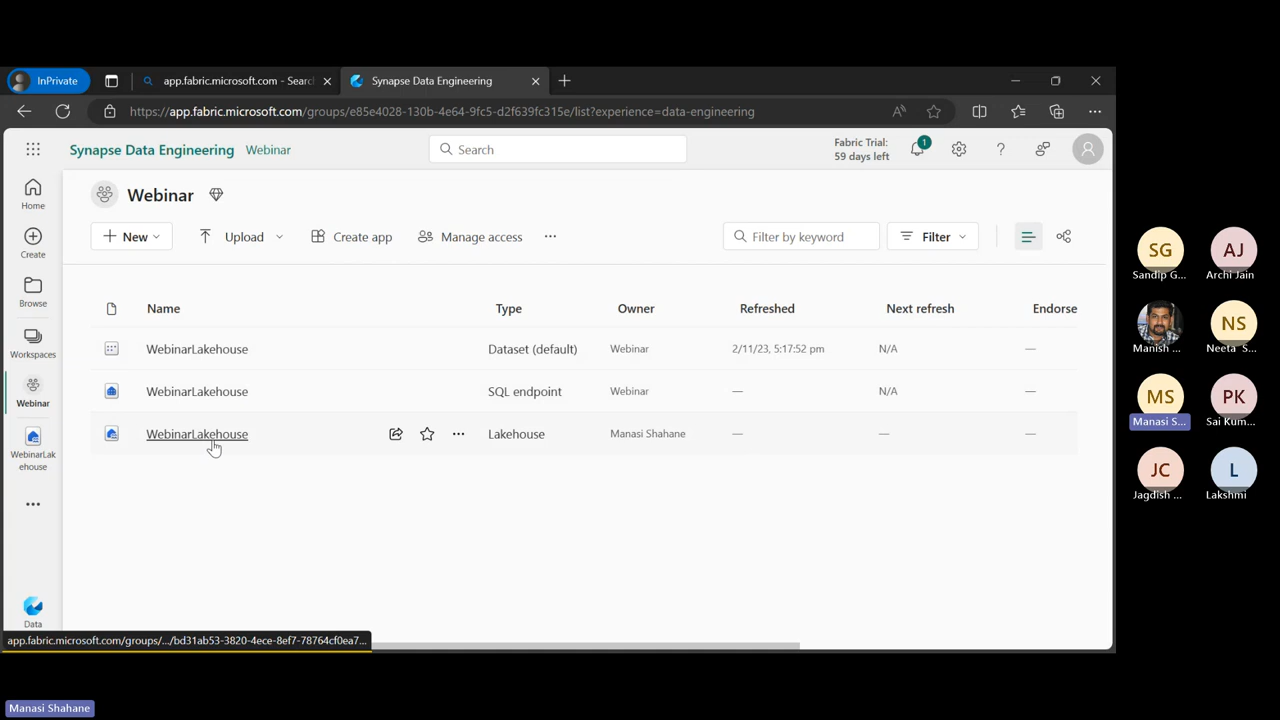 InPrivate
app.fabric.microsoft.com - Searc
Synapse Data Engineering
https://app.fabric.microsoft.com/groups/e85e4028-130b-4e64-9fc5-d2f639fc315e/list?experience=data-engineering
Synapse Data Engineering
Webinar
Search
Fabric Trial:
59 days left
1
Home
Create
Browse
Workspaces
Webinar
WebinarLak
ehouse
Data
Webinar
New
Upload
Create app
Manage access
Filter by keyword
Filter
Name Type Owner Refreshed Next refresh Endorse
WebinarLakehouse Dataset (default) Webinar 2/11/23, 5:17:52 pm N/A —
WebinarLakehouse SQL endpoint Webinar — N/A —
WebinarLakehouse Lakehouse Manasi Shahane — — —
app.fabric.microsoft.com/groups/.../bd31ab53-3820-4ece-8ef7-78764cf0ea7...
SG AJ
Sandip G... Archi Jain
NS
Manish ... Neeta S...
MS PK
Manasi S... Sai Kum...
JC L
Jagdish ... Lakshmi
Manasi Shahane